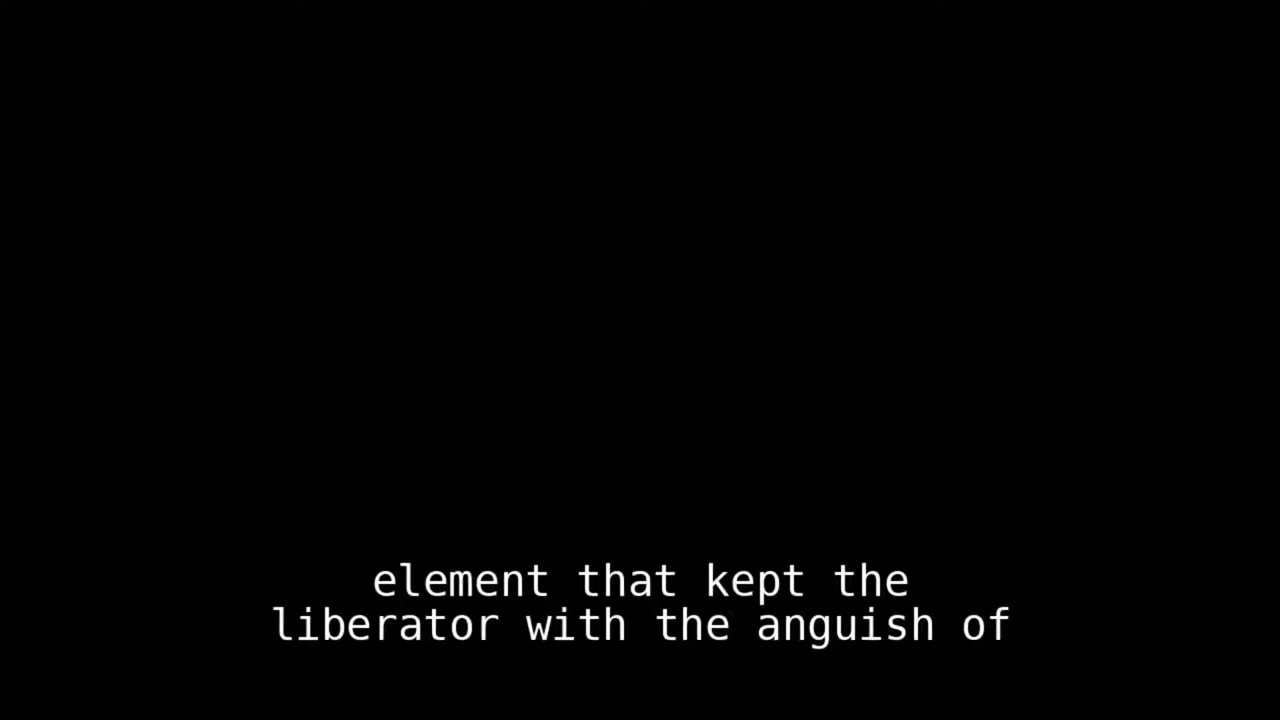 element that kept the
liberator with the anguish of